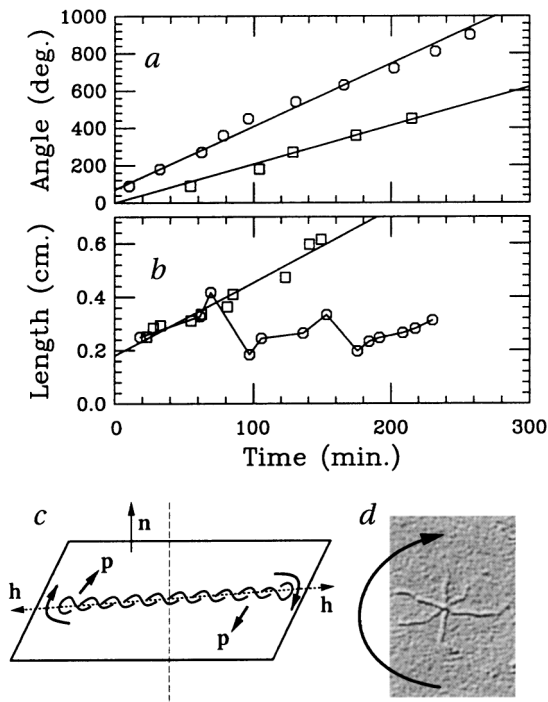 1000
a
800
600
400
200
0
Angle (deg.)
b
0.6
0.4
0.2
0.0
Length (cm.)
0 100 200 300
Time (min.)
c
n
p
h
h
p
d